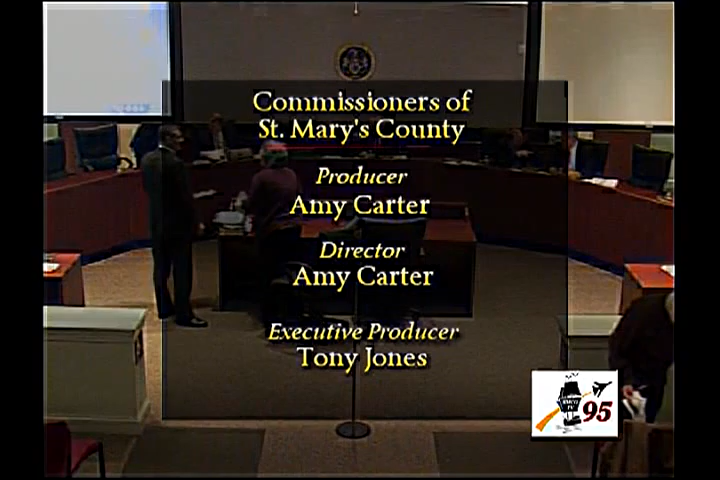 Commissioners of
St. Mary's County
Producer
Amy Carter
Director
Amy Carter
Executive Producer
Tony Jones
95